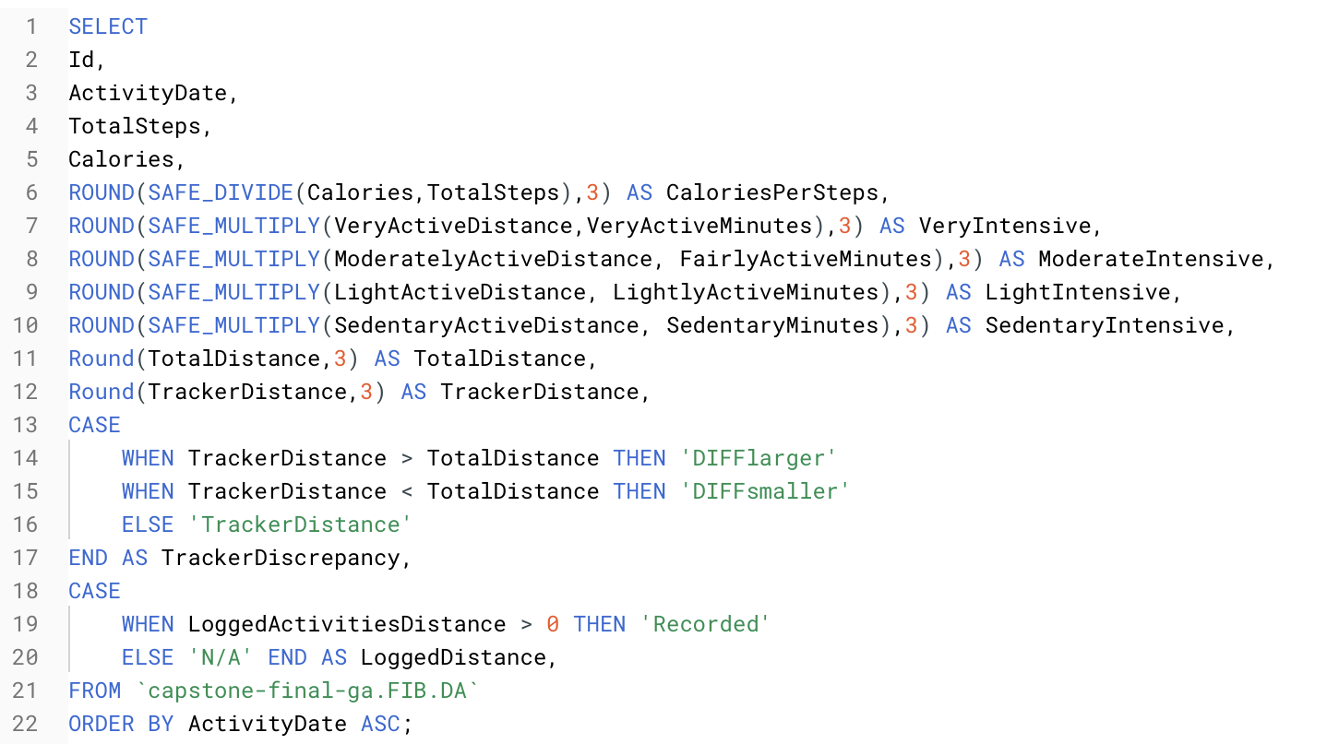 1 SELECT
2 Id,
3 ActivityDate,
4 TotalSteps,
5 Calories,
6 ROUND(SAFE_DIVIDE(Calories,TotalSteps),3) AS CaloriesPerSteps,
7 ROUND(SAFE_MULTIPLY(VeryActiveDistance,VeryActiveMinutes),3) AS VeryIntensive,
8 ROUND(SAFE_MULTIPLY(ModeratelyActiveDistance, FairlyActiveMinutes),3) AS ModerateIntensive,
9 ROUND(SAFE_MULTIPLY(LightActiveDistance, LightlyActiveMinutes),3) AS LightIntensive,
10 ROUND(SAFE_MULTIPLY(SedentaryActiveDistance, SedentaryMinutes),3) AS SedentaryIntensive,
11 Round(TotalDistance,3) AS TotalDistance,
12 Round(TrackerDistance,3) AS TrackerDistance,
13 CASE
14     WHEN TrackerDistance > TotalDistance THEN 'DIFFlarger'
15     WHEN TrackerDistance < TotalDistance THEN 'DIFFsmaller'
16     ELSE 'TrackerDistance'
17 END AS TrackerDiscrepancy,
18 CASE
19     WHEN LoggedActivitiesDistance > 0 THEN 'Recorded'
20     ELSE 'N/A' END AS LoggedDistance,
21 FROM `capstone-final-ga.FIB.DA`
22 ORDER BY ActivityDate ASC;